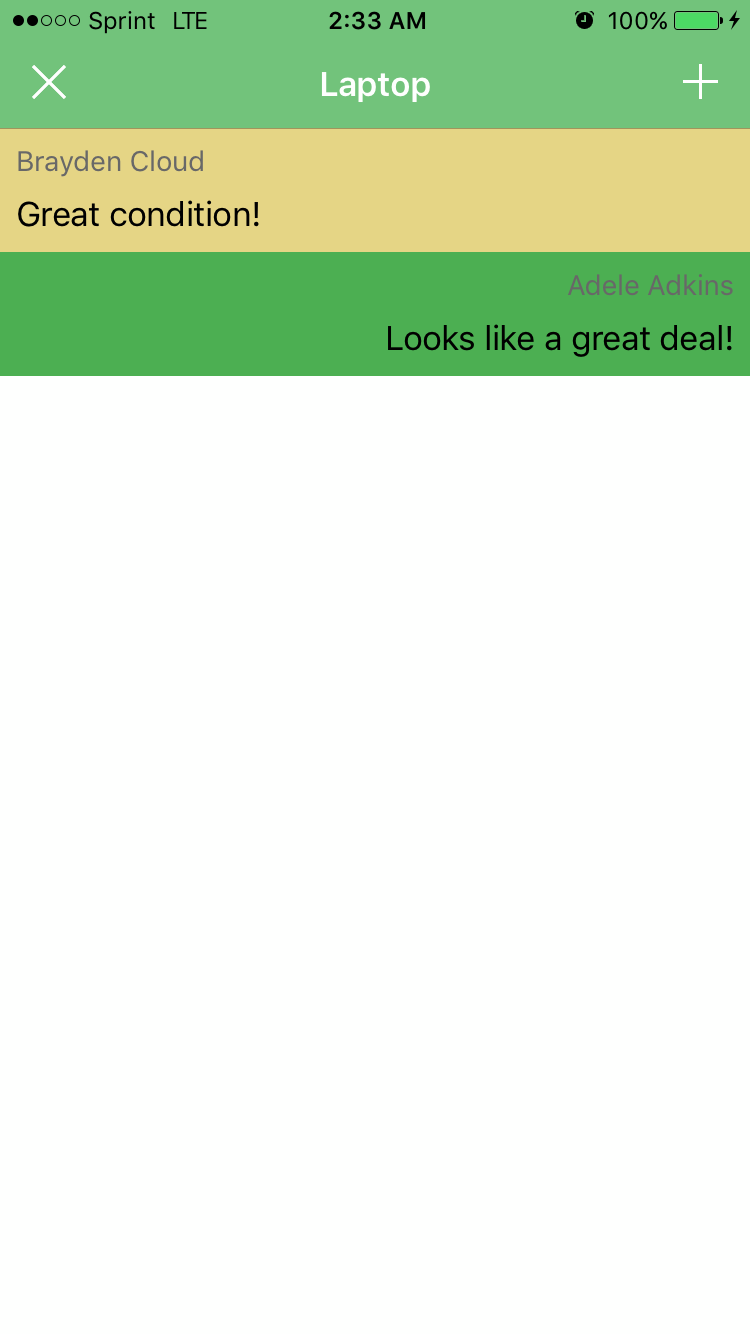 Sprint LTE 2:33 AM 100%
Laptop
Brayden Cloud
Great condition!
Adele Adkins
Looks like a great deal!